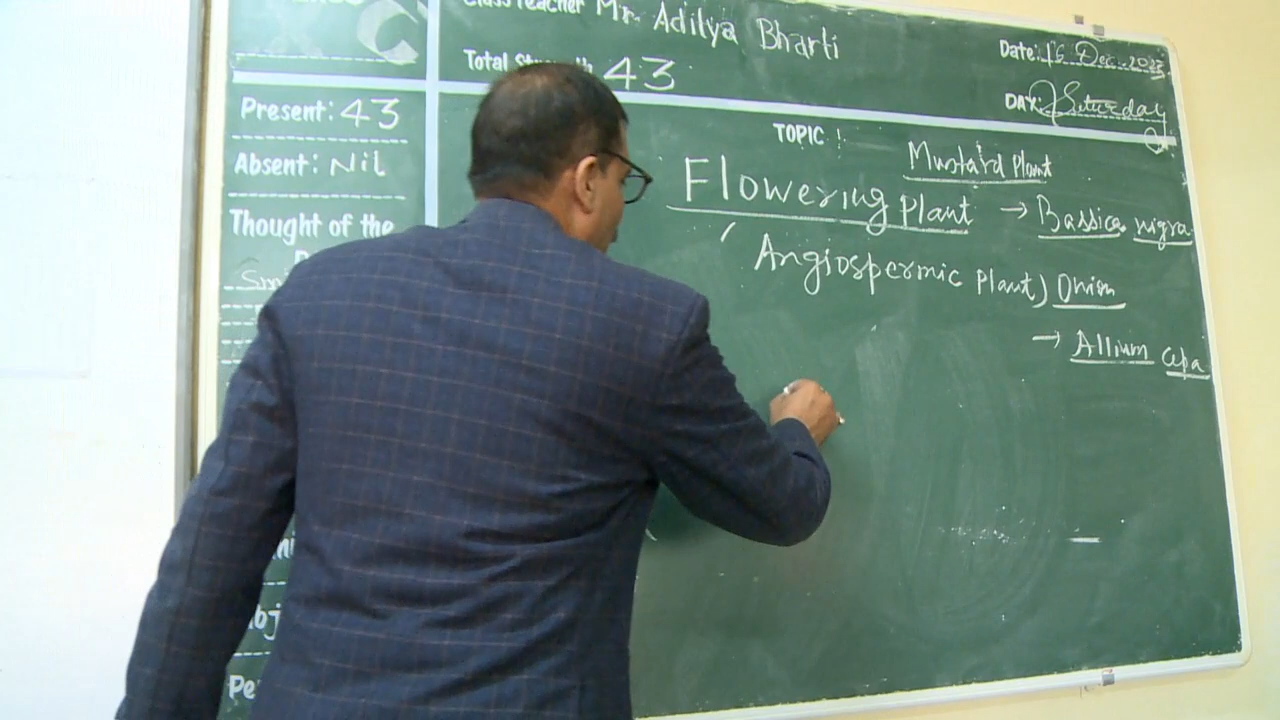 Class Teacher Mr. Aditya Bharti
Total Strength 43
Date: 16 Dec. 2023
DAY: Saturday
Present: 43
Absent: Nil
Thought of the
TOPIC !
Mustard Plant
Flowering Plant → Bassica nigra
(Angiospermic Plant) Onion
→ Allium cepa